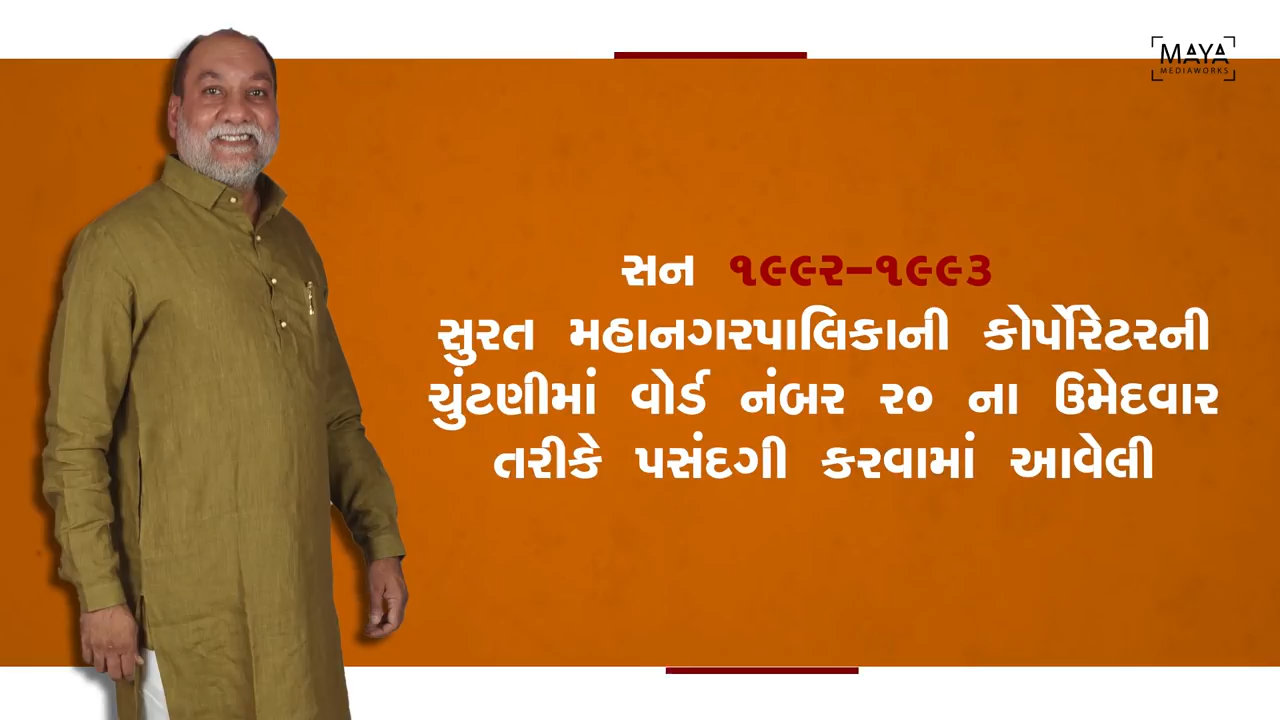 MAYA
MEDIAWORKS
સન ૧૯૯૨–૧૯૯૩
સુરત મહાનગરપાલિકાની કોર્પોરેટરની
ચુંટણીમાં વોર્ડ નંબર ૨૦ ના ઉમેદવાર
તરીકે પસંદગી કરવામાં આવેલી